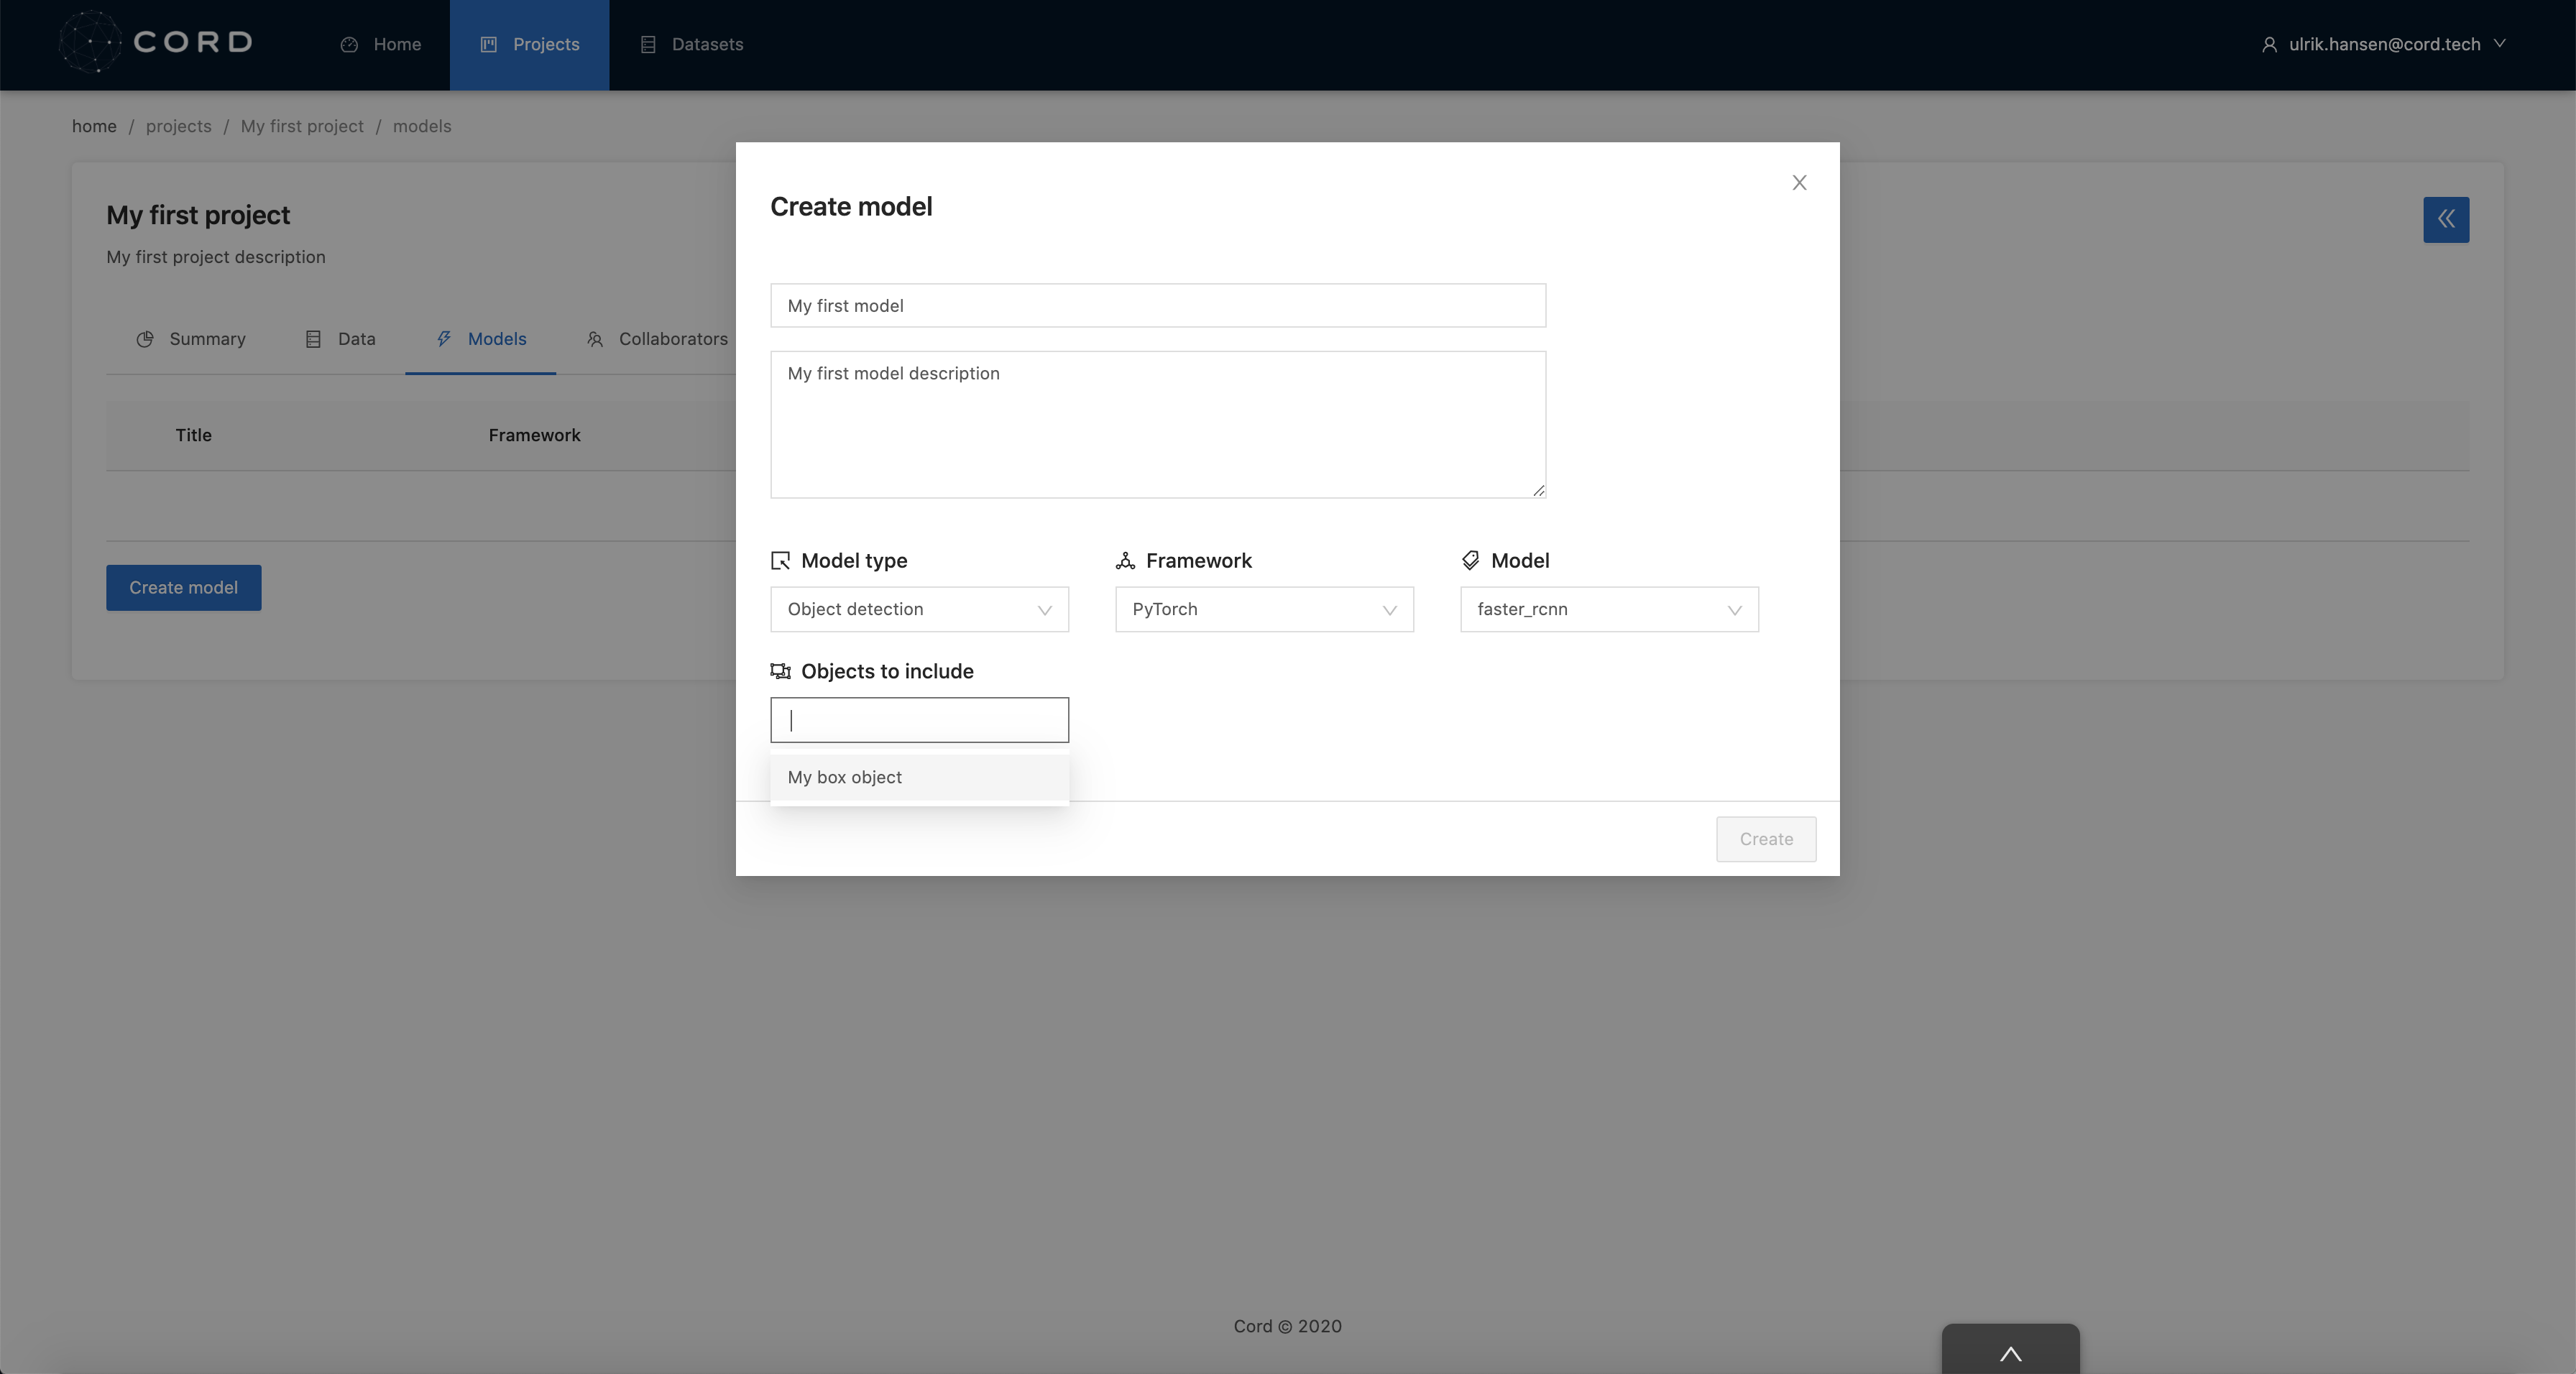 CORD
Home
Projects
Datasets
ulrik.hansen@cord.tech
home / projects / My first project / models
My first project
My first project description
Summary
Data
Models
Collaborators
Title
Framework
Create model
Create model
My first model
My first model description
Model type
Framework
Model
Object detection
PyTorch
faster_rcnn
Objects to include
My box object
Create
Cord © 2020